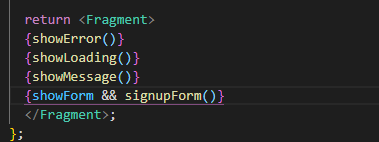 return <Fragment>
{showError()}
{showLoading()}
{showMessage()}
{showForm && signupForm()}
</Fragment>;
};